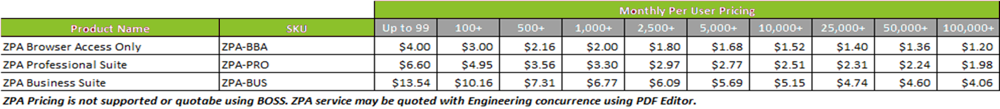 Monthly Per User Pricing
Product Name SKU Up to 99 100+ 500+ 1,000+ 2,500+ 5,000+ 10,000+ 25,000+ 50,000+ 100,000+
ZPA Browser Access Only ZPA-BBA $4.00 $3.00 $2.16 $2.00 $1.80 $1.68 $1.52 $1.40 $1.36 $1.20
ZPA Professional Suite ZPA-PRO $6.60 $4.95 $3.56 $3.30 $2.97 $2.77 $2.51 $2.31 $2.24 $1.98
ZPA Business Suite ZPA-BUS $13.54 $10.16 $7.31 $6.77 $6.09 $5.69 $5.15 $4.74 $4.60 $4.06
ZPA Pricing is not supported or quotabe using BOSS. ZPA service may be quoted with Engineering concurrence using PDF Editor.